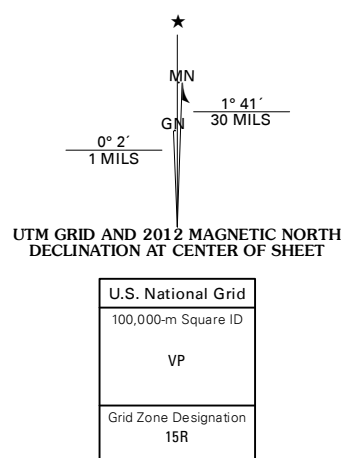 ★
MN
1° 41´
30 MILS
GN
0° 2´
1 MILS
UTM GRID AND 2012 MAGNETIC NORTH
DECLINATION AT CENTER OF SHEET
U.S. National Grid
100,000-m Square ID
VP
Grid Zone Designation
15R